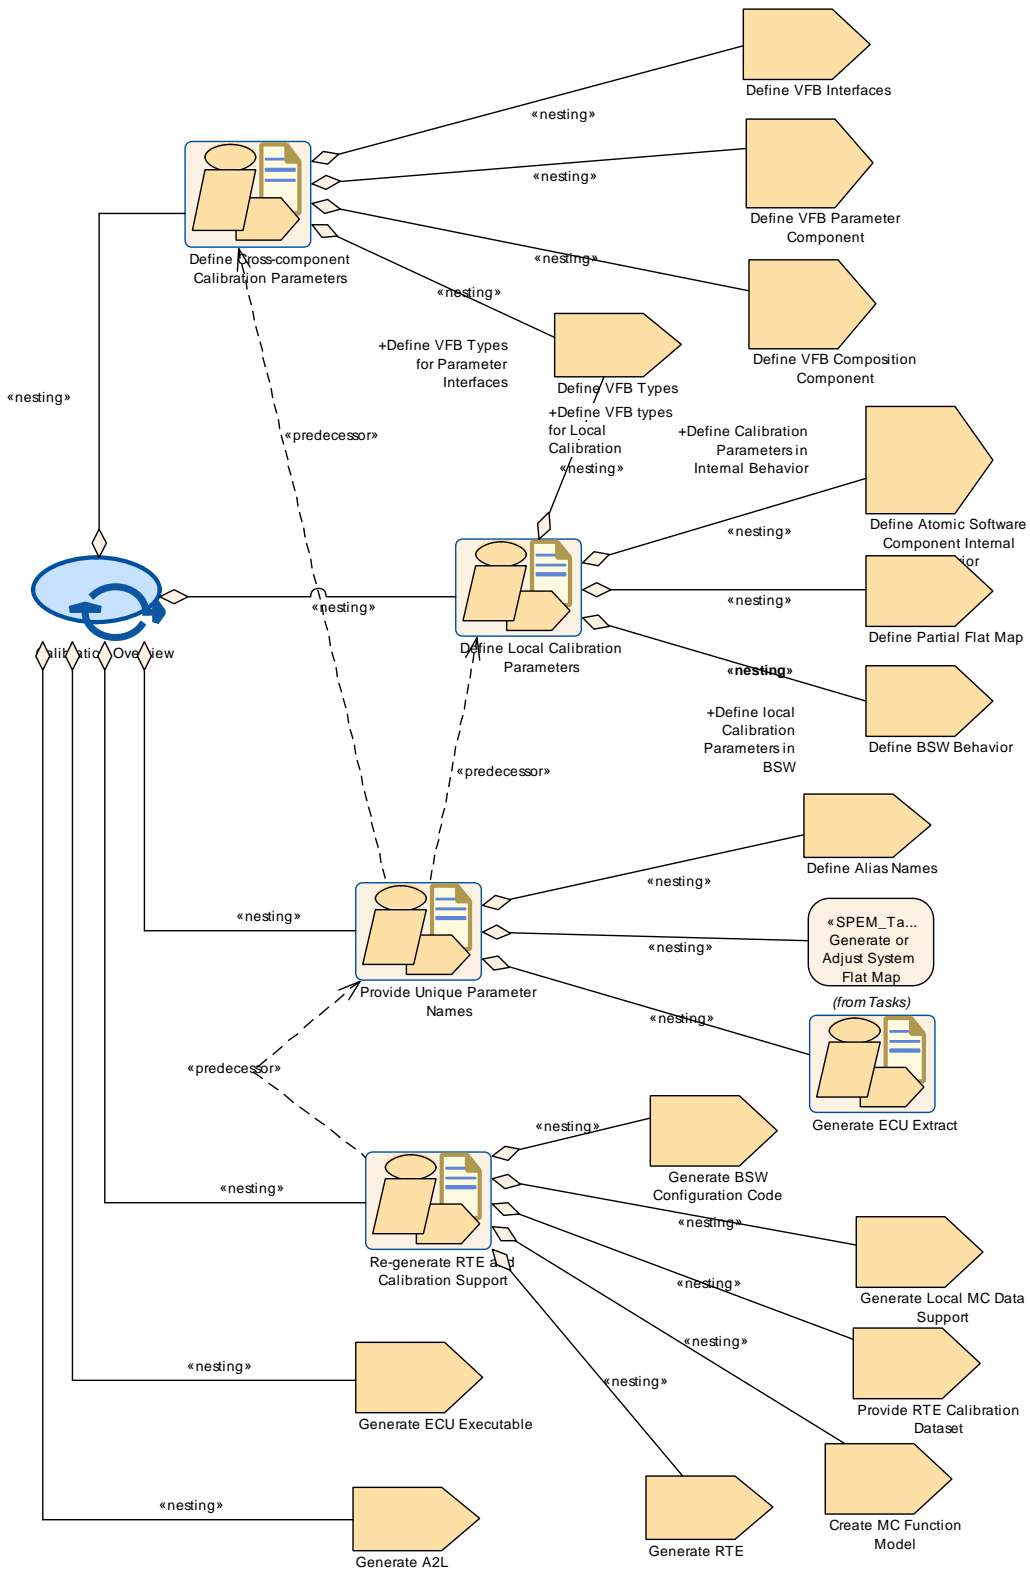 Define VFB Interfaces
«nesting»
«nesting»
Define VFB Parameter
Component
Define Cross-component
Calibration Parameters
«nesting»
«nesting»
+Define VFB Types
for Parameter
Interfaces
Define VFB Types
Define VFB Composition
Component
«nesting»
«predecessor»
+Define VFB types
for Local
Calibration
«nesting»
+Define Calibration
Parameters in
Internal Behavior
«nesting»
Define Atomic Software
Component Internal
«nesting»
«nesting»
Define Partial Flat Map
Calibration Overview
Define Local Calibration
Parameters
«nesting»
+Define local
Calibration
Parameters in
BSW
Define BSW Behavior
«predecessor»
«nesting»
Define Alias Names
«nesting»
«nesting»
«SPEM_Ta...
Generate or
Adjust System
Flat Map
(from Tasks)
Provide Unique Parameter
Names
«nesting»
«predecessor»
Generate ECU Extract
«nesting»
Generate BSW
Configuration Code
«nesting»
«nesting»
Re-generate RTE and
Calibration Support
«nesting»
Generate Local MC Data
Support
«nesting»
«nesting»
«nesting»
Provide RTE Calibration
Dataset
Generate ECU Executable
«nesting»
Generate A2L
Generate RTE
Create MC Function
Model